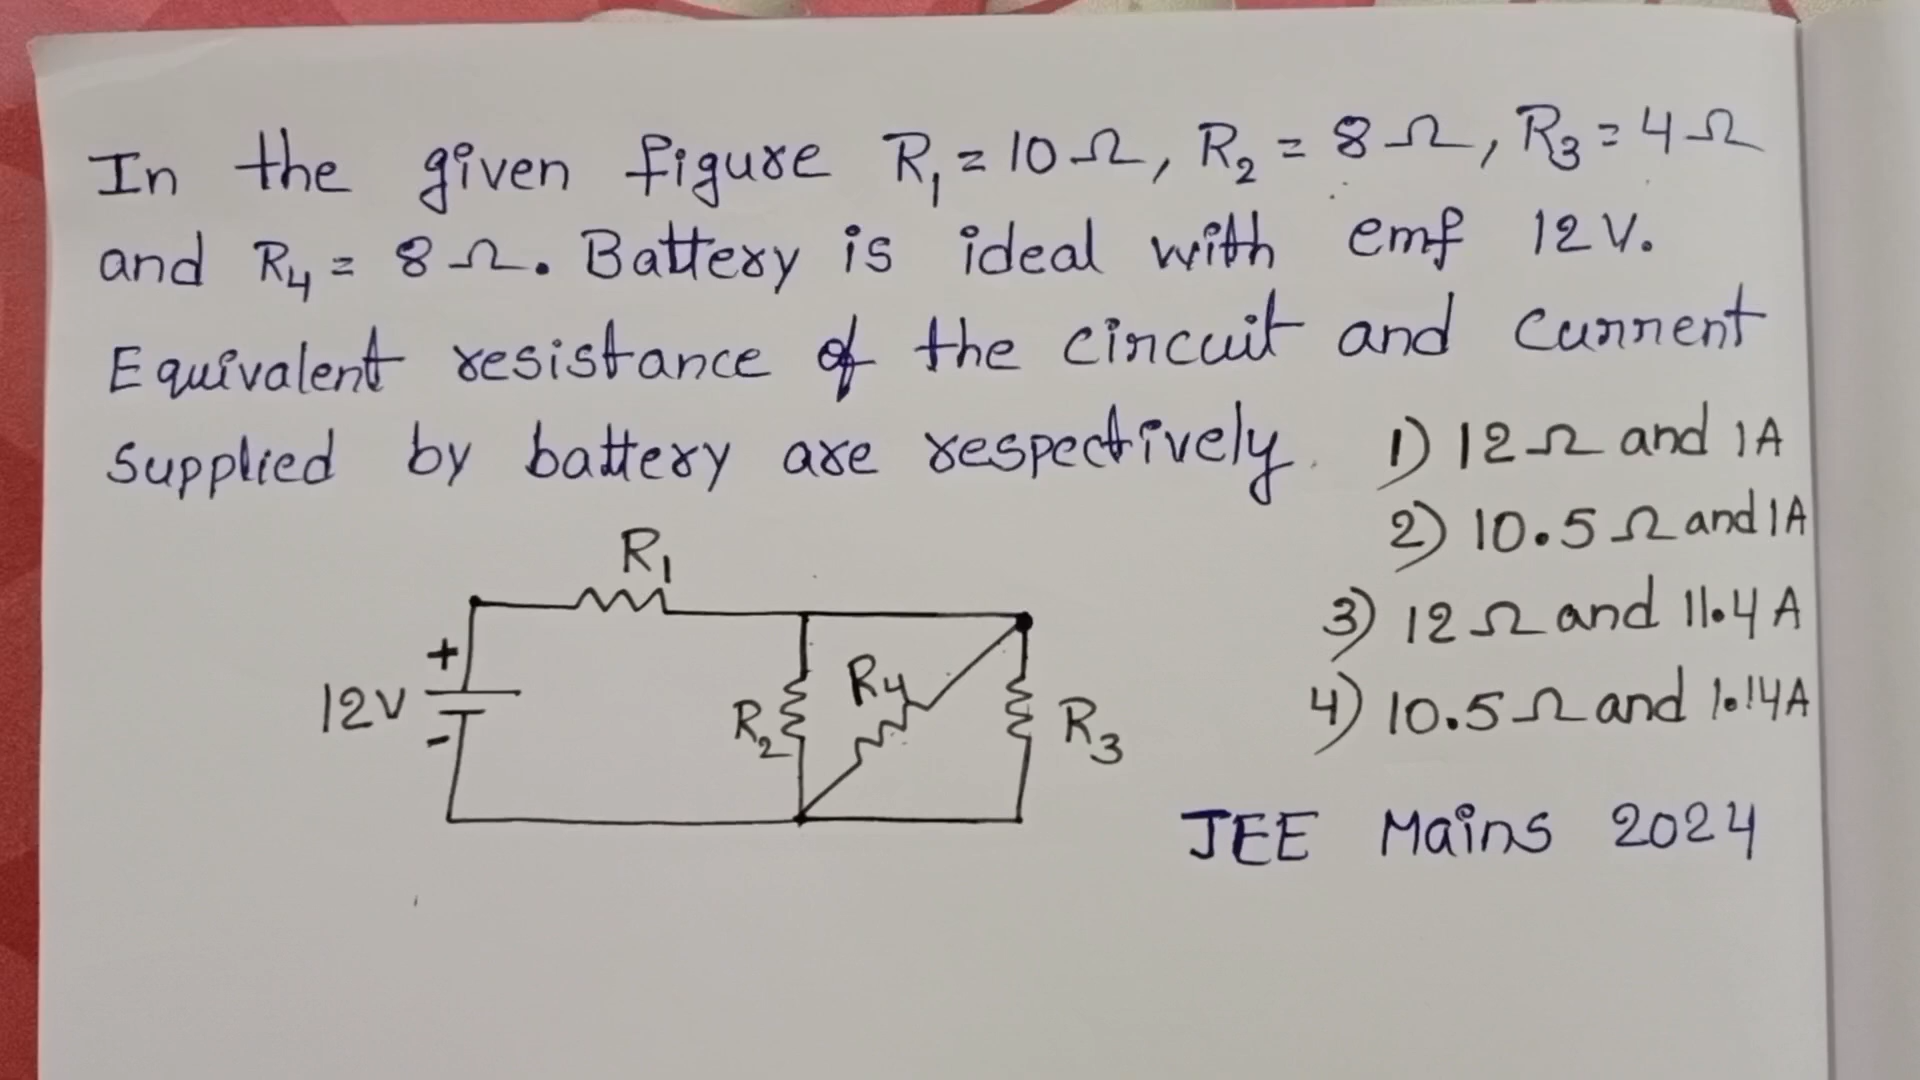 In the given figure R₁ = 10 Ω, R₂ = 8 Ω, R₃ = 4 Ω
and R₄ = 8 Ω. Battery is ideal with emf 12 V.
Equivalent resistance of the circuit and current
supplied by battery are respectively.
1) 12 Ω and 1A
2) 10.5 Ω and 1A
3) 12 Ω and 11.4 A
4) 10.5 Ω and 1.14A
R₁
+
12V
-
R₂
R₄
R₃
JEE Mains 2024